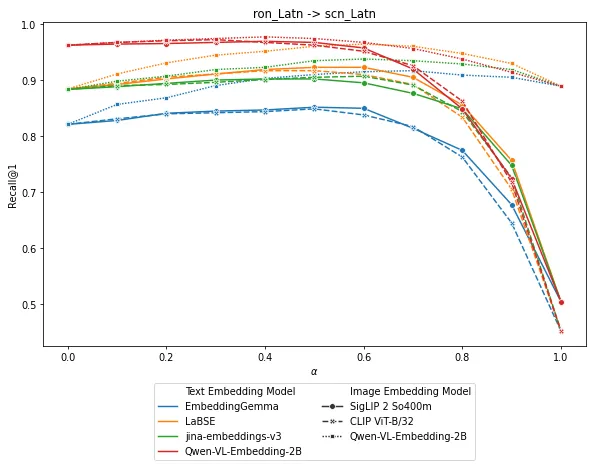 ron_Latn -> scn_Latn
Recall@1
1.0
0.9
0.8
0.7
0.6
0.5
0.0 0.2 0.4 0.6 0.8 1.0
α
Text Embedding Model Image Embedding Model
EmbeddingGemma SigLIP 2 So400m
LaBSE CLIP ViT-B/32
jina-embeddings-v3 Qwen-VL-Embedding-2B
Qwen-VL-Embedding-2B